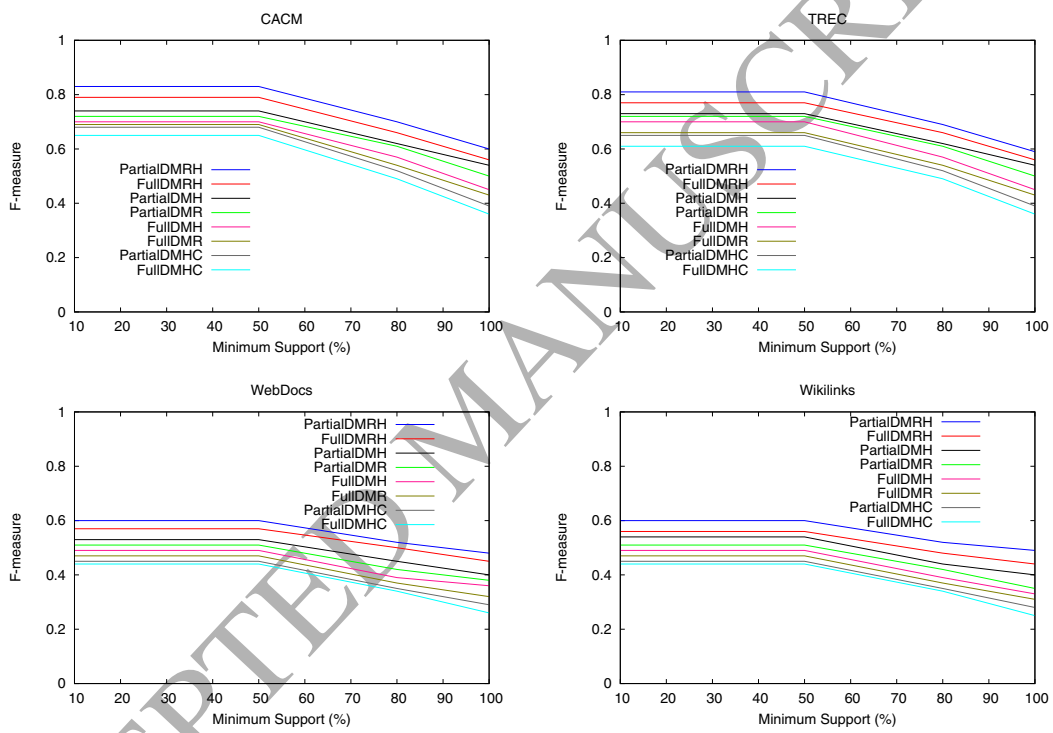 CACM
1
0.8
0.6
0.4
0.2
0
F-measure
PartialDMRH
FullDMRH
PartialDMH
PartialDMR
FullDMH
FullDMR
PartialDMHC
FullDMHC
10 20 30 40 50 60 70 80 90 100
Minimum Support (%)
TREC
1
0.8
0.6
0.4
0.2
0
F-measure
PartialDMRH
FullDMRH
PartialDMH
PartialDMR
FullDMH
FullDMR
PartialDMHC
FullDMHC
10 20 30 40 50 60 70 80 90 100
Minimum Support (%)
WebDocs
1
0.8
0.6
0.4
0.2
0
F-measure
PartialDMRH
FullDMRH
PartialDMH
PartialDMR
FullDMH
FullDMR
PartialDMHC
FullDMHC
10 20 30 40 50 60 70 80 90 100
Minimum Support (%)
Wikilinks
1
0.8
0.6
0.4
0.2
0
F-measure
PartialDMRH
FullDMRH
PartialDMH
PartialDMR
FullDMH
FullDMR
PartialDMHC
FullDMHC
10 20 30 40 50 60 70 80 90 100
Minimum Support (%)
EPTED MANUSCR